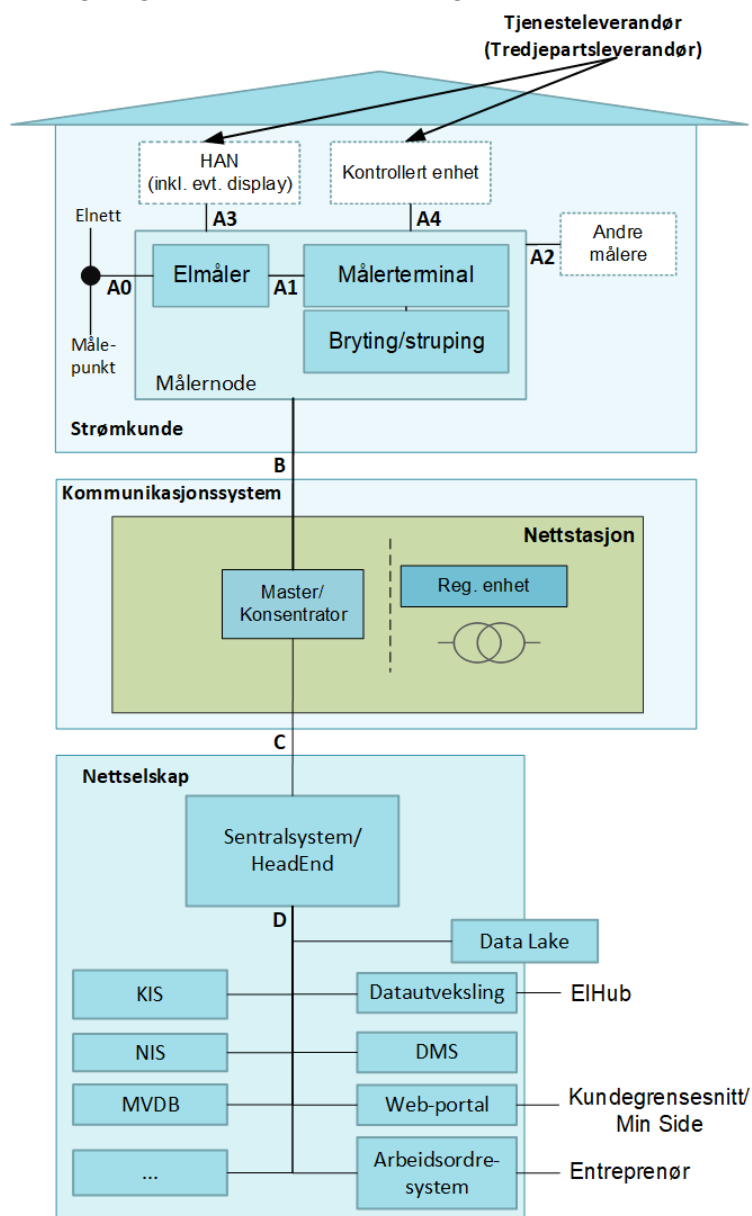 Tjenesteleverandør
(Tredjepartsleverandør)
HAN
(inkl. evt. display)
Kontrollert enhet
Elnett
A3
A4
Andre
målere
A2
A0
Elmåler
A1
Målerterminal
Bryting/struping
Måle-
punkt
Målernode
Strømkunde
B
Kommunikasjonssystem
Nettstasjon
Master/
Konsentrator
Reg. enhet
C
Nettselskap
Sentralsystem/
HeadEnd
D
Data Lake
KIS
Datautveksling
ElHub
NIS
DMS
MVDB
Web-portal
Kundegrensesnitt/
Min Side
...
Arbeidsordre-
system
Entreprenør